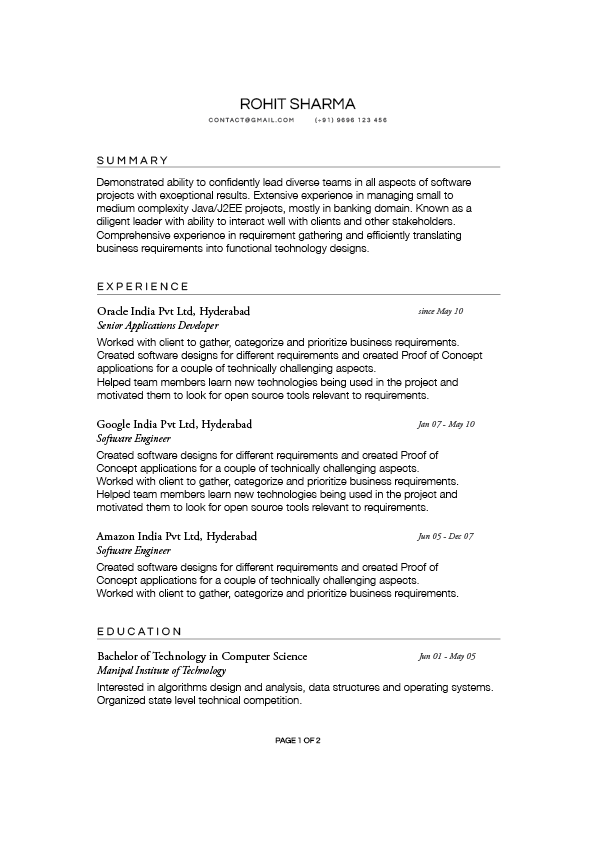 ROHIT SHARMA
CONTACT@GMAIL.COM (+91) 9696 123 456
SUMMARY
Demonstrated ability to confidently lead diverse teams in all aspects of software
projects with exceptional results. Extensive experience in managing small to
medium complexity Java/J2EE projects, mostly in banking domain. Known as a
diligent leader with ability to interact well with clients and other stakeholders.
Comprehensive experience in requirement gathering and efficiently translating
business requirements into functional technology designs.
EXPERIENCE
Oracle India Pvt Ltd, Hyderabad since May 10
Senior Applications Developer
Worked with client to gather, categorize and prioritize business requirements.
Created software designs for different requirements and created Proof of Concept
applications for a couple of technically challenging aspects.
Helped team members learn new technologies being used in the project and
motivated them to look for open source tools relevant to requirements.
Google India Pvt Ltd, Hyderabad Jan 07 - May 10
Software Engineer
Created software designs for different requirements and created Proof of
Concept applications for a couple of technically challenging aspects.
Worked with client to gather, categorize and prioritize business requirements.
Helped team members learn new technologies being used in the project and
motivated them to look for open source tools relevant to requirements.
Amazon India Pvt Ltd, Hyderabad Jun 05 - Dec 07
Software Engineer
Created software designs for different requirements and created Proof of
Concept applications for a couple of technically challenging aspects.
Worked with client to gather, categorize and prioritize business requirements.
EDUCATION
Bachelor of Technology in Computer Science Jun 01 - May 05
Manipal Institute of Technology
Interested in algorithms design and analysis, data structures and operating systems.
Organized state level technical competition.
PAGE 1 OF 2